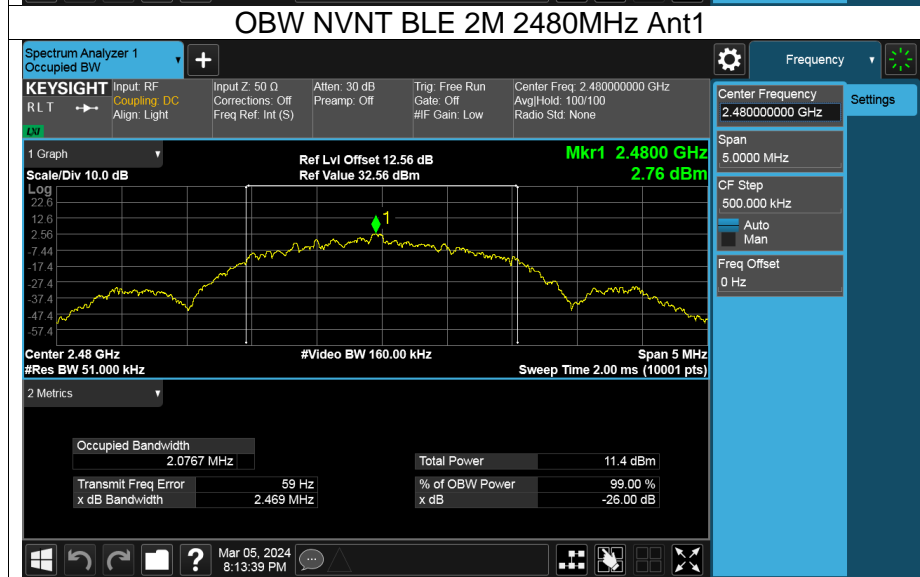 OBW NVNT BLE 2M 2480MHz Ant1
Spectrum Analyzer 1
Occupied BW
+
Frequency
KEYSIGHT
R L T
LXI
Input: RF
Coupling: DC
Align: Light
Input Z: 50 Ω
Corrections: Off
Freq Ref: Int (S)
Atten: 30 dB
Preamp: Off
Trig: Free Run
Gate: Off
#IF Gain: Low
Center Freq: 2.480000000 GHz
Avg|Hold: 100/100
Radio Std: None
Center Frequency
2.480000000 GHz
Settings
Span
5.0000 MHz
CF Step
500.000 kHz
Auto
Man
Freq Offset
0 Hz
1 Graph
Ref Lvl Offset 12.56 dB
Mkr1 2.4800 GHz
Scale/Div 10.0 dB
Ref Value 32.56 dBm
2.76 dBm
Log
22.6
12.6
2.56
-7.44
-17.4
-27.4
-37.4
-47.4
-57.4
1
Center 2.48 GHz
#Video BW 160.00 kHz
Span 5 MHz
#Res BW 51.000 kHz
Sweep Time 2.00 ms (10001 pts)
2 Metrics
Occupied Bandwidth
2.0767 MHz
Total Power 11.4 dBm
Transmit Freq Error 59 Hz
% of OBW Power 99.00 %
x dB Bandwidth 2.469 MHz
x dB -26.00 dB
?
Mar 05, 2024
8:13:39 PM